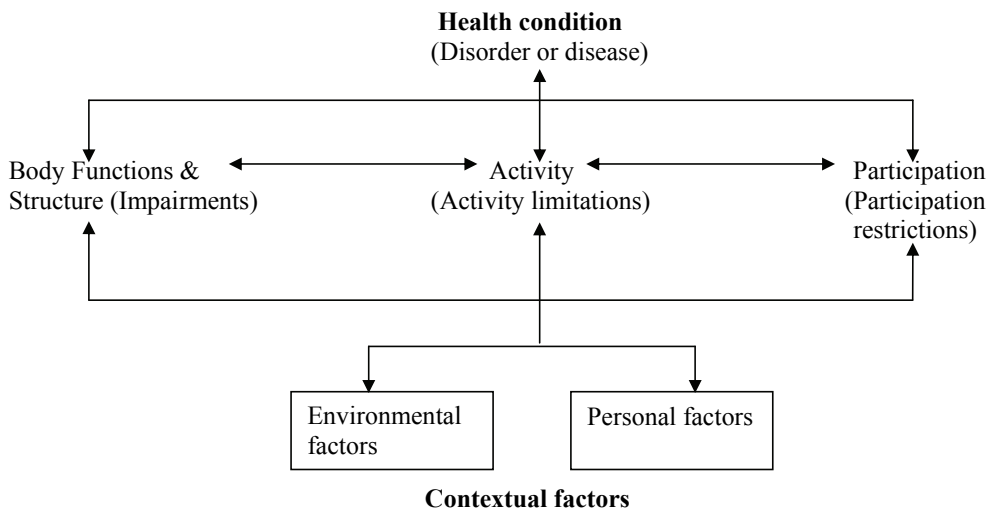 Health condition
(Disorder or disease)
Body Functions &
Structure (Impairments)
Activity
(Activity limitations)
Participation
(Participation
restrictions)
Environmental
factors
Personal factors
Contextual factors